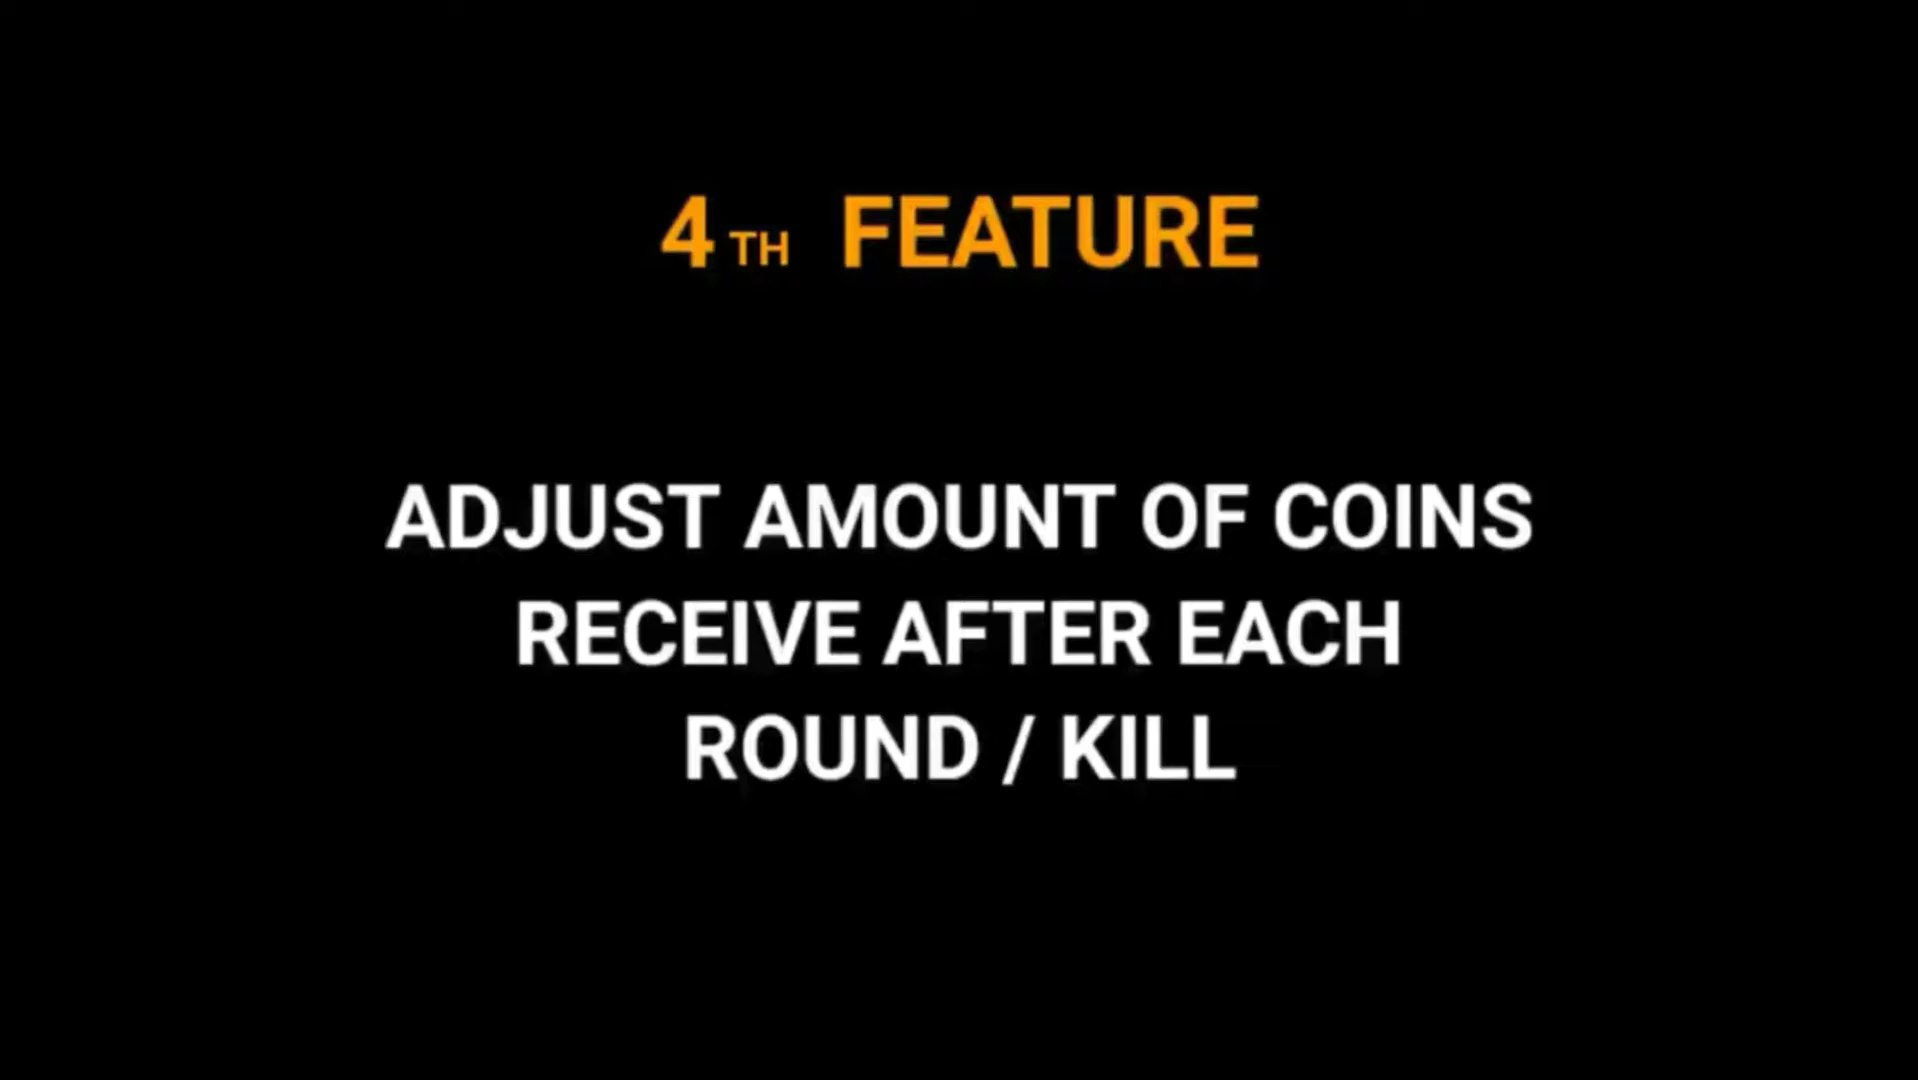 4 TH FEATURE
ADJUST AMOUNT OF COINS
RECEIVE AFTER EACH
ROUND / KILL